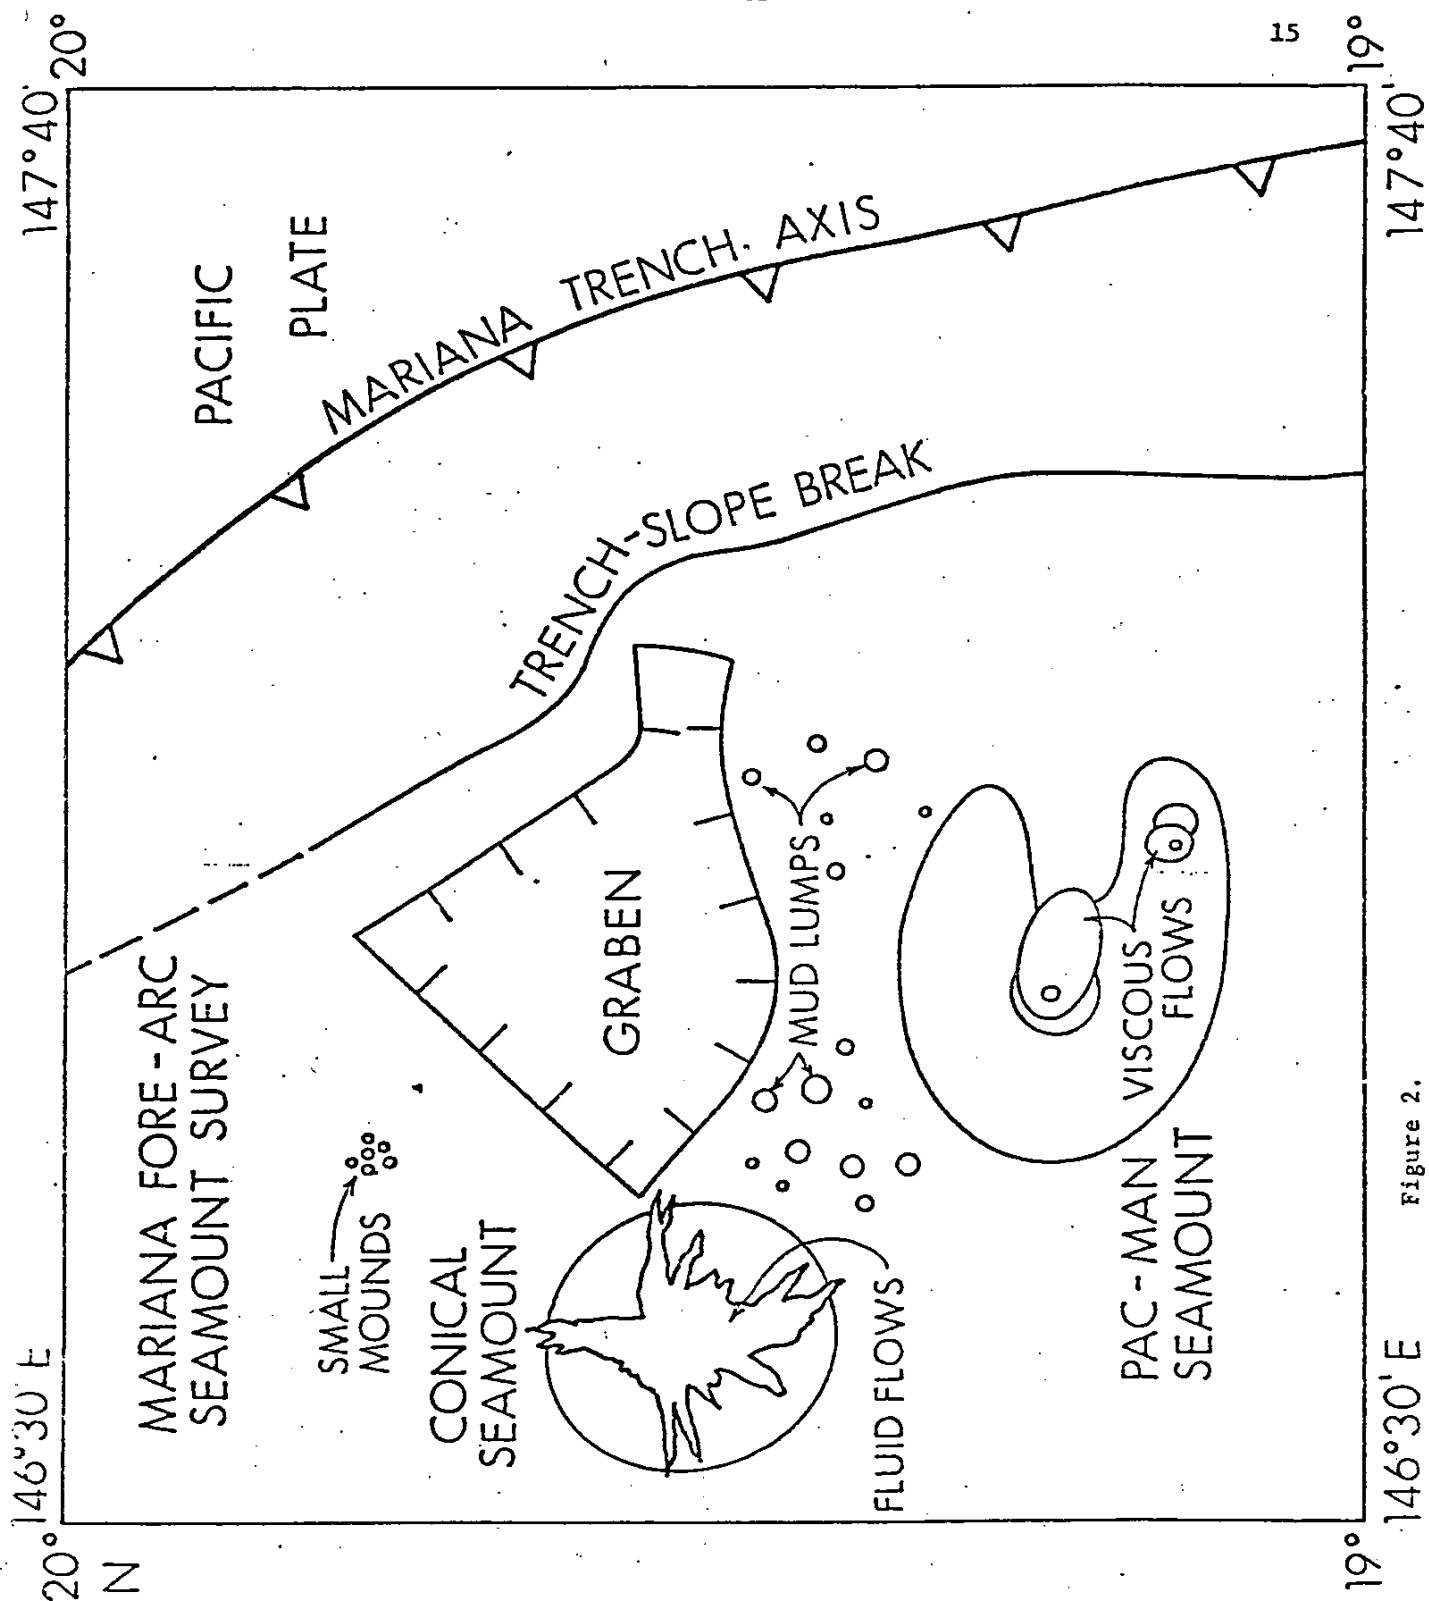 15
146°30' E
147°40'
20°
N
20°
MARIANA FORE-ARC
SEAMOUNT SURVEY
PACIFIC
PLATE
SMALL
MOUNDS
MARIANA TRENCH AXIS
CONICAL
SEAMOUNT
TRENCH-SLOPE BREAK
GRABEN
MUD LUMPS
FLUID FLOWS
VISCOUS
FLOWS
PAC-MAN
SEAMOUNT
19°
19°
146°30' E
147°40'
Figure 2.